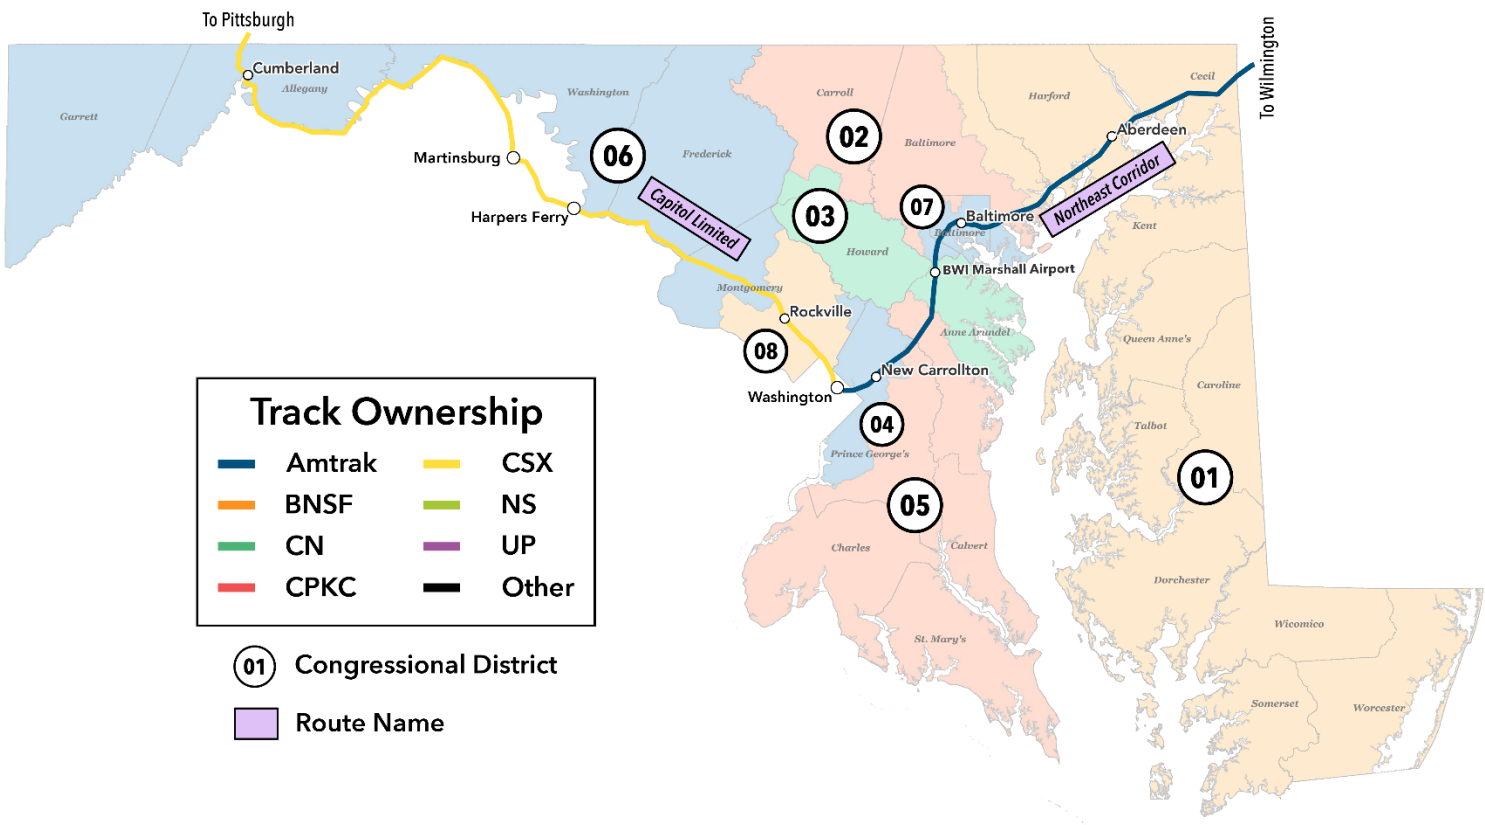 To Pittsburgh
To Wilmington
Cumberland
Allegany
Garrett
Washington
Carroll
Harford
Cecil
Aberdeen
02
Baltimore
Martinsburg
06
Frederick
Northeast Corridor
Capitol Limited
Harpers Ferry
03
07
Baltimore
Baltimore
Kent
Howard
BWI Marshall Airport
Montgomery
Rockville
Anne Arundel
Queen Anne's
08
New Carrollton
Washington
Caroline
04
Talbot
Prince George's
01
05
Charles
Calvert
Dorchester
St. Mary's
Wicomico
Somerset
Worcester
Track Ownership
Amtrak
CSX
BNSF
NS
CN
UP
CPKC
Other
01
Congressional District
Route Name